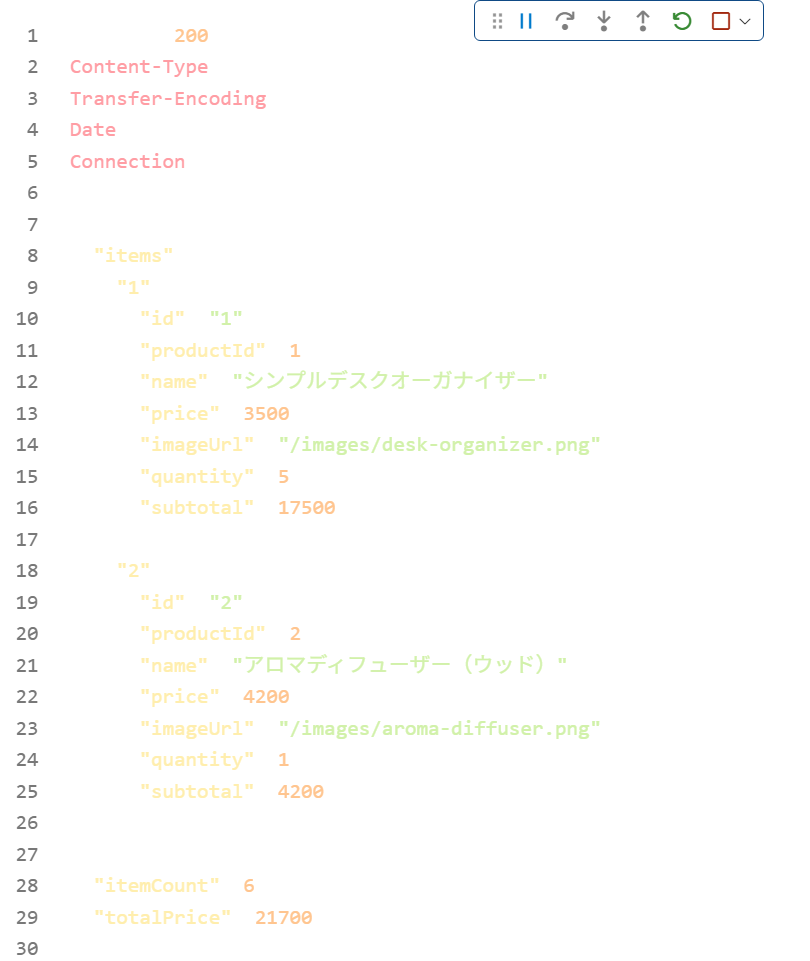 1 200
2 Content-Type
3 Transfer-Encoding
4 Date
5 Connection
6
7
8 "items"
9 "1"
10 "id" "1"
11 "productId" 1
12 "name" "シンプルデスクオーガナイザー"
13 "price" 3500
14 "imageUrl" "/images/desk-organizer.png"
15 "quantity" 5
16 "subtotal" 17500
17
18 "2"
19 "id" "2"
20 "productId" 2
21 "name" "アロマディフューザー（ウッド）"
22 "price" 4200
23 "imageUrl" "/images/aroma-diffuser.png"
24 "quantity" 1
25 "subtotal" 4200
26
27
28 "itemCount" 6
29 "totalPrice" 21700
30